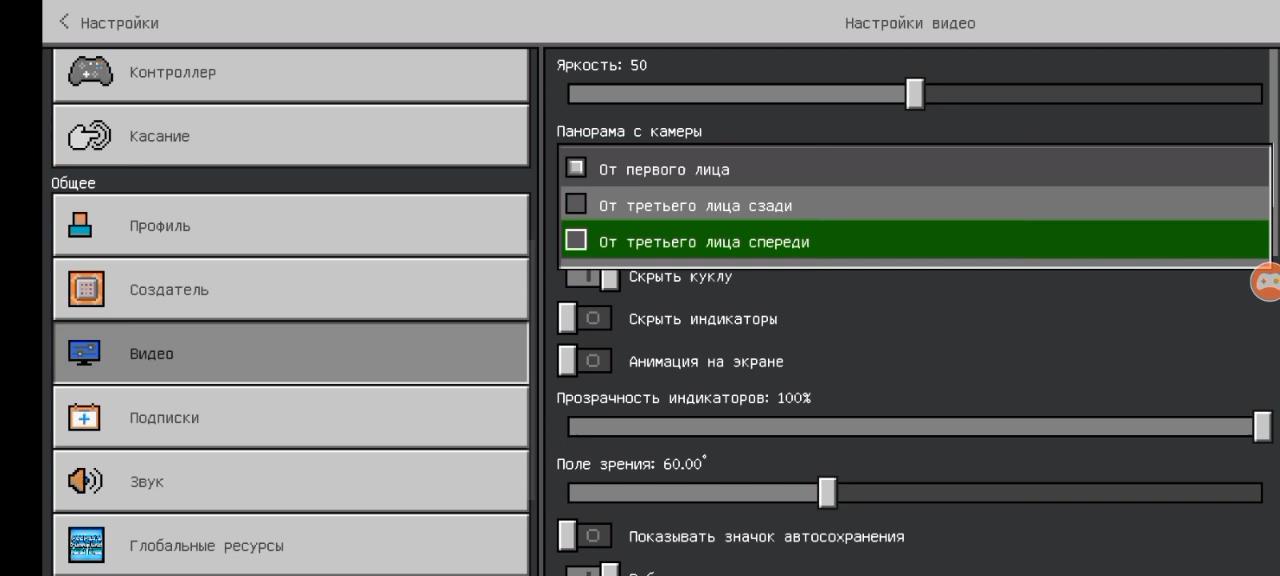 Настройки
Настройки видео
Контроллер
Касание
Общее
Профиль
Создатель
Видео
Подписки
Звук
Глобальные ресурсы
Яркость: 50
Панорама с камеры
От первого лица
От третьего лица сзади
От третьего лица спереди
Скрыть куклу
Скрыть индикаторы
Анимация на экране
Прозрачность индикаторов: 100%
Поле зрения: 60.00°
Показывать значок автосохранения